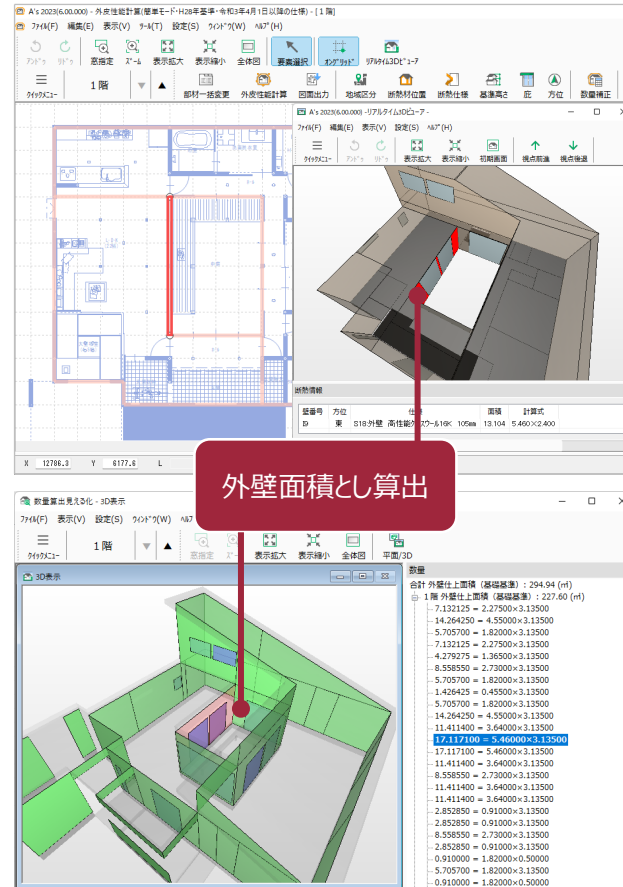 A's 2023(6.00.000) - 外皮性能計算(簡単モード・H28年基準・令和3年4月1日以降の仕様) - [1 階]
ファイル(F) 編集(E) 表示(V) ツール(T) 設定(S) ウィンドウ(W) ヘルプ(H)
アンドゥ リドゥ 窓指定 ズーム 表示拡大 表示縮小 全体図 要素選択 オングリッド リアルタイム3Dビューア
クイックメニュー 1 階 部材一括変更 外皮性能計算 図面出力 地域区分 断熱材位置 断熱仕様 基準高さ 庇 方位 数量補正
A's 2023(6.00.000) -リアルタイム3Dビューア -
ファイル(F) 編集(E) 表示(V) 設定(S) ヘルプ(H)
クイックメニュー アンドゥ リドゥ 表示拡大 表示縮小 初期画面 視点前進 視点後退
断熱情報
壁番号 方位 面積 計算式
I9 東 S18:外壁 高性能グラスウール16K 105mm 13.104 5.460×2.400
X 12786.3 Y 6177.6 L
外壁面積とし算出
数量算出見える化 - 3D表示
ファイル(F) 表示(V) 設定(S) ウィンドウ(W)
クイックメニュー 1 階 窓指定 ズーム 表示拡大 表示縮小 全体図 平面/3D
3D表示
数量
合計 外壁仕上面積（基礎基準）: 294.94 (㎡)
1 階 外壁仕上面積（基礎基準）: 227.60 (㎡)
7.132125 = 2.27500×3.13500
14.264250 = 4.55000×3.13500
5.705700 = 1.82000×3.13500
7.132125 = 2.27500×3.13500
4.279275 = 1.36500×3.13500
8.558550 = 2.73000×3.13500
5.705700 = 1.82000×3.13500
1.426425 = 0.45500×3.13500
5.705700 = 1.82000×3.13500
14.264250 = 4.55000×3.13500
11.411400 = 3.64000×3.13500
17.117100 = 5.46000×3.13500
17.117100 = 5.46000×3.13500
11.411400 = 3.64000×3.13500
8.558550 = 2.73000×3.13500
11.411400 = 3.64000×3.13500
11.411400 = 3.64000×3.13500
2.852850 = 0.91000×3.13500
2.852850 = 0.91000×3.13500
8.558550 = 2.73000×3.13500
2.852850 = 0.91000×3.13500
0.910000 = 1.82000×0.50000
5.705700 = 1.82000×3.13500
0.910000 = 1.82000×0.50000